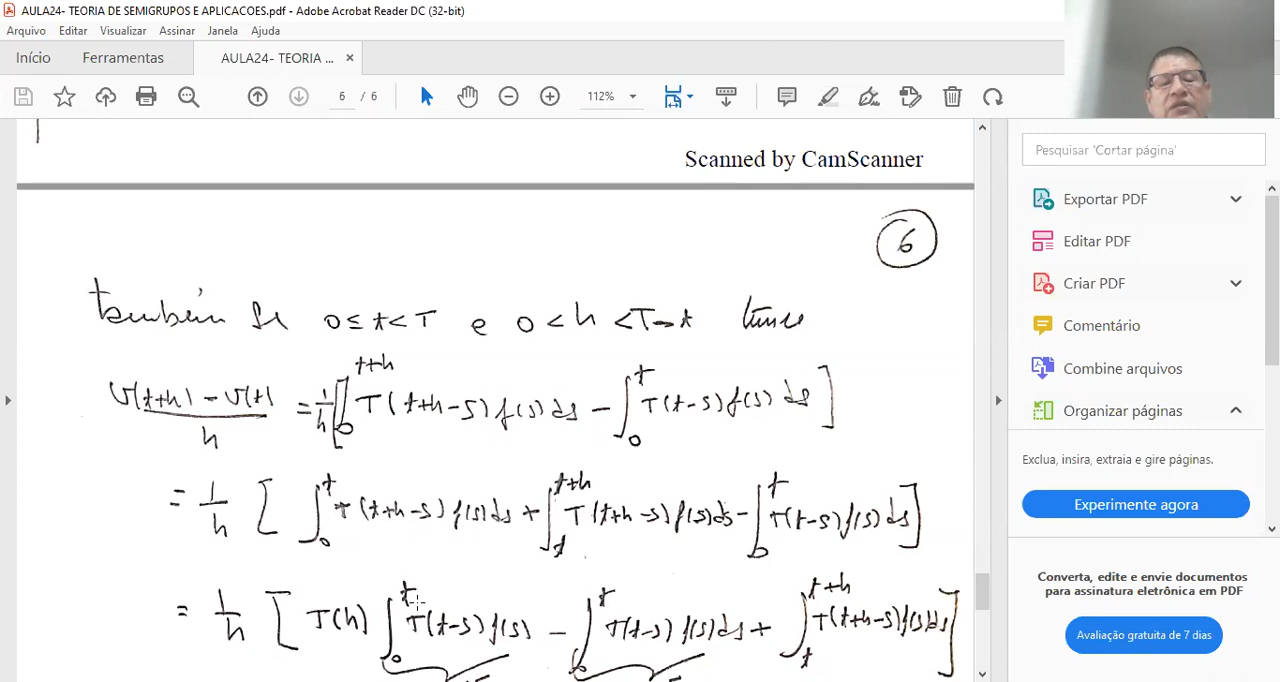 AULA24- TEORIA DE SEMIGRUPOS E APLICACOES.pdf - Adobe Acrobat Reader DC (32-bit)
Arquivo Editar Visualizar Assinar Janela Ajuda
Início Ferramentas AULA24- TEORIA ... ×
6 / 6 112%
Scanned by CamScanner
6
também se 0 ≤ t < T e 0 < h < T-t temos
(v(t+h) - v(t))/h = 1/h [∫_0^{t+h} T(t+h-s) f(s) ds - ∫_0^t T(t-s) f(s) ds]
= 1/h [∫_0^t T(t+h-s) f(s) ds + ∫_t^{t+h} T(t+h-s) f(s) ds - ∫_0^t T(t-s) f(s) ds]
= 1/h [T(h) ∫_0^t T(t-s) f(s) - ∫_0^t T(t-s) f(s) ds + ∫_t^{t+h} T(t+h-s) f(s) ds]
Pesquisar 'Cortar página'
Exportar PDF
Editar PDF
Criar PDF
Comentário
Combine arquivos
Organizar páginas
Exclua, insira, extraia e gire páginas.
Experimente agora
Converta, edite e envie documentos
para assinatura eletrônica em PDF
Avaliação gratuita de 7 dias